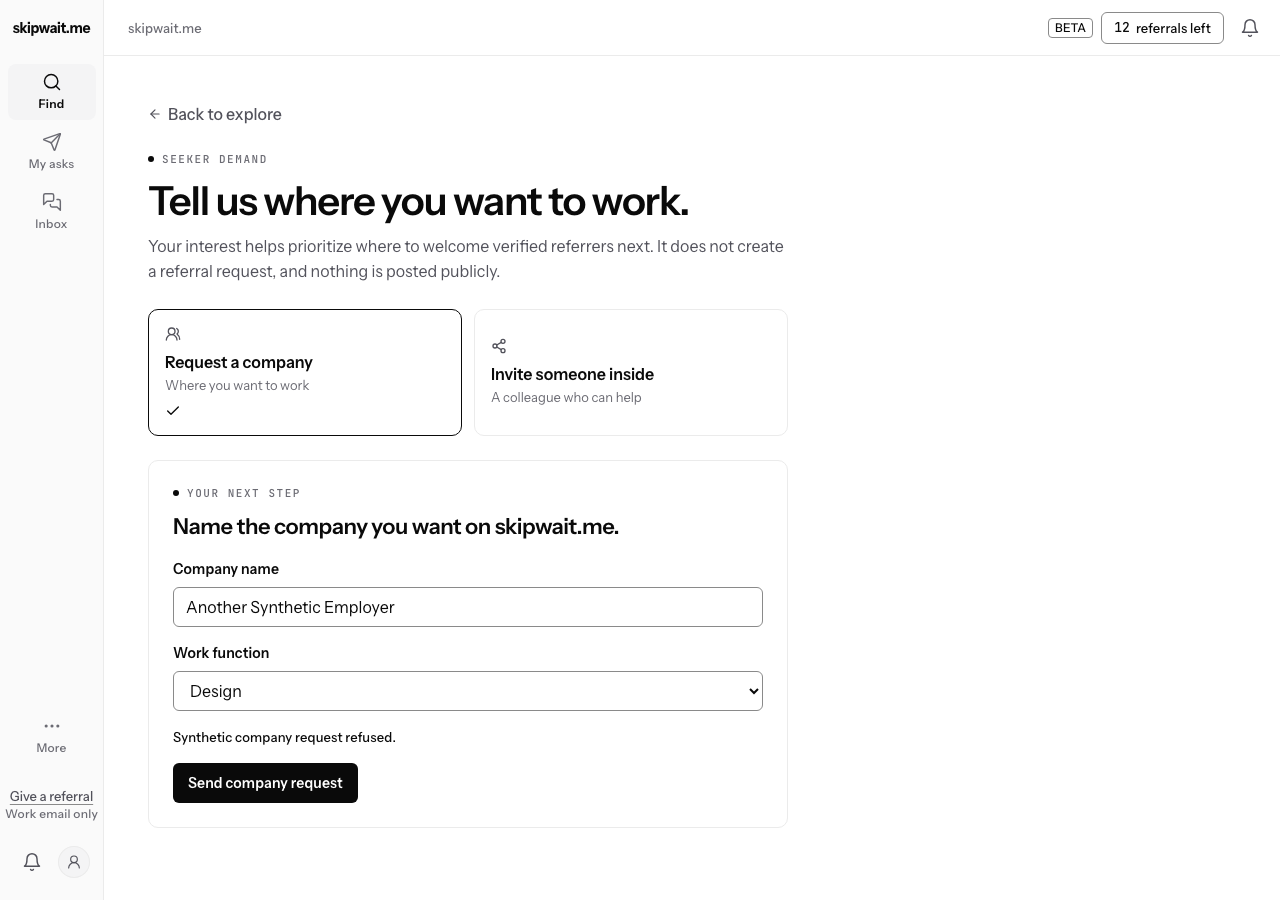 skipwait.me
skipwait.me
BETA
12 referrals left
Find
My asks
Inbox
Back to explore
SEEKER DEMAND
Tell us where you want to work.
Your interest helps prioritize where to welcome verified referrers next. It does not create
a referral request, and nothing is posted publicly.
Request a company
Where you want to work
Invite someone inside
A colleague who can help
YOUR NEXT STEP
Name the company you want on skipwait.me.
Company name
Another Synthetic Employer
Work function
Design
Synthetic company request refused.
Send company request
More
Give a referral
Work email only